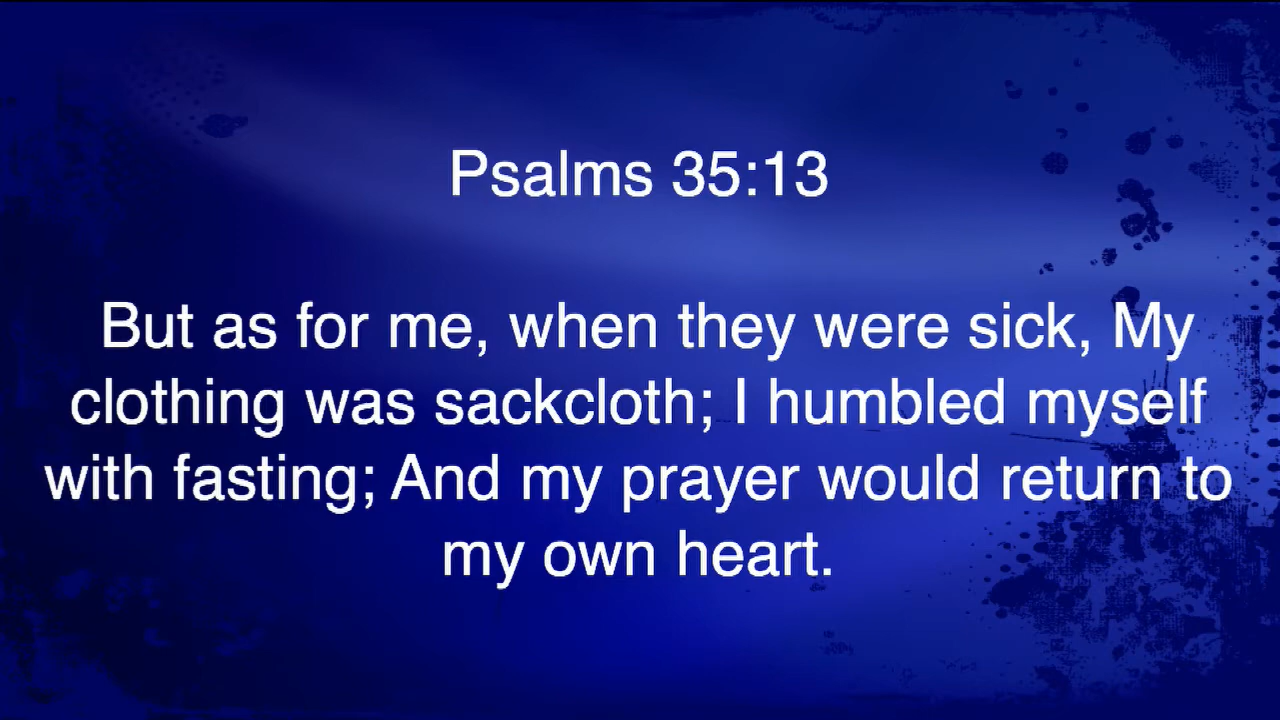 Psalms 35:13
But as for me, when they were sick, My
clothing was sackcloth; I humbled myself
with fasting; And my prayer would return to
my own heart.